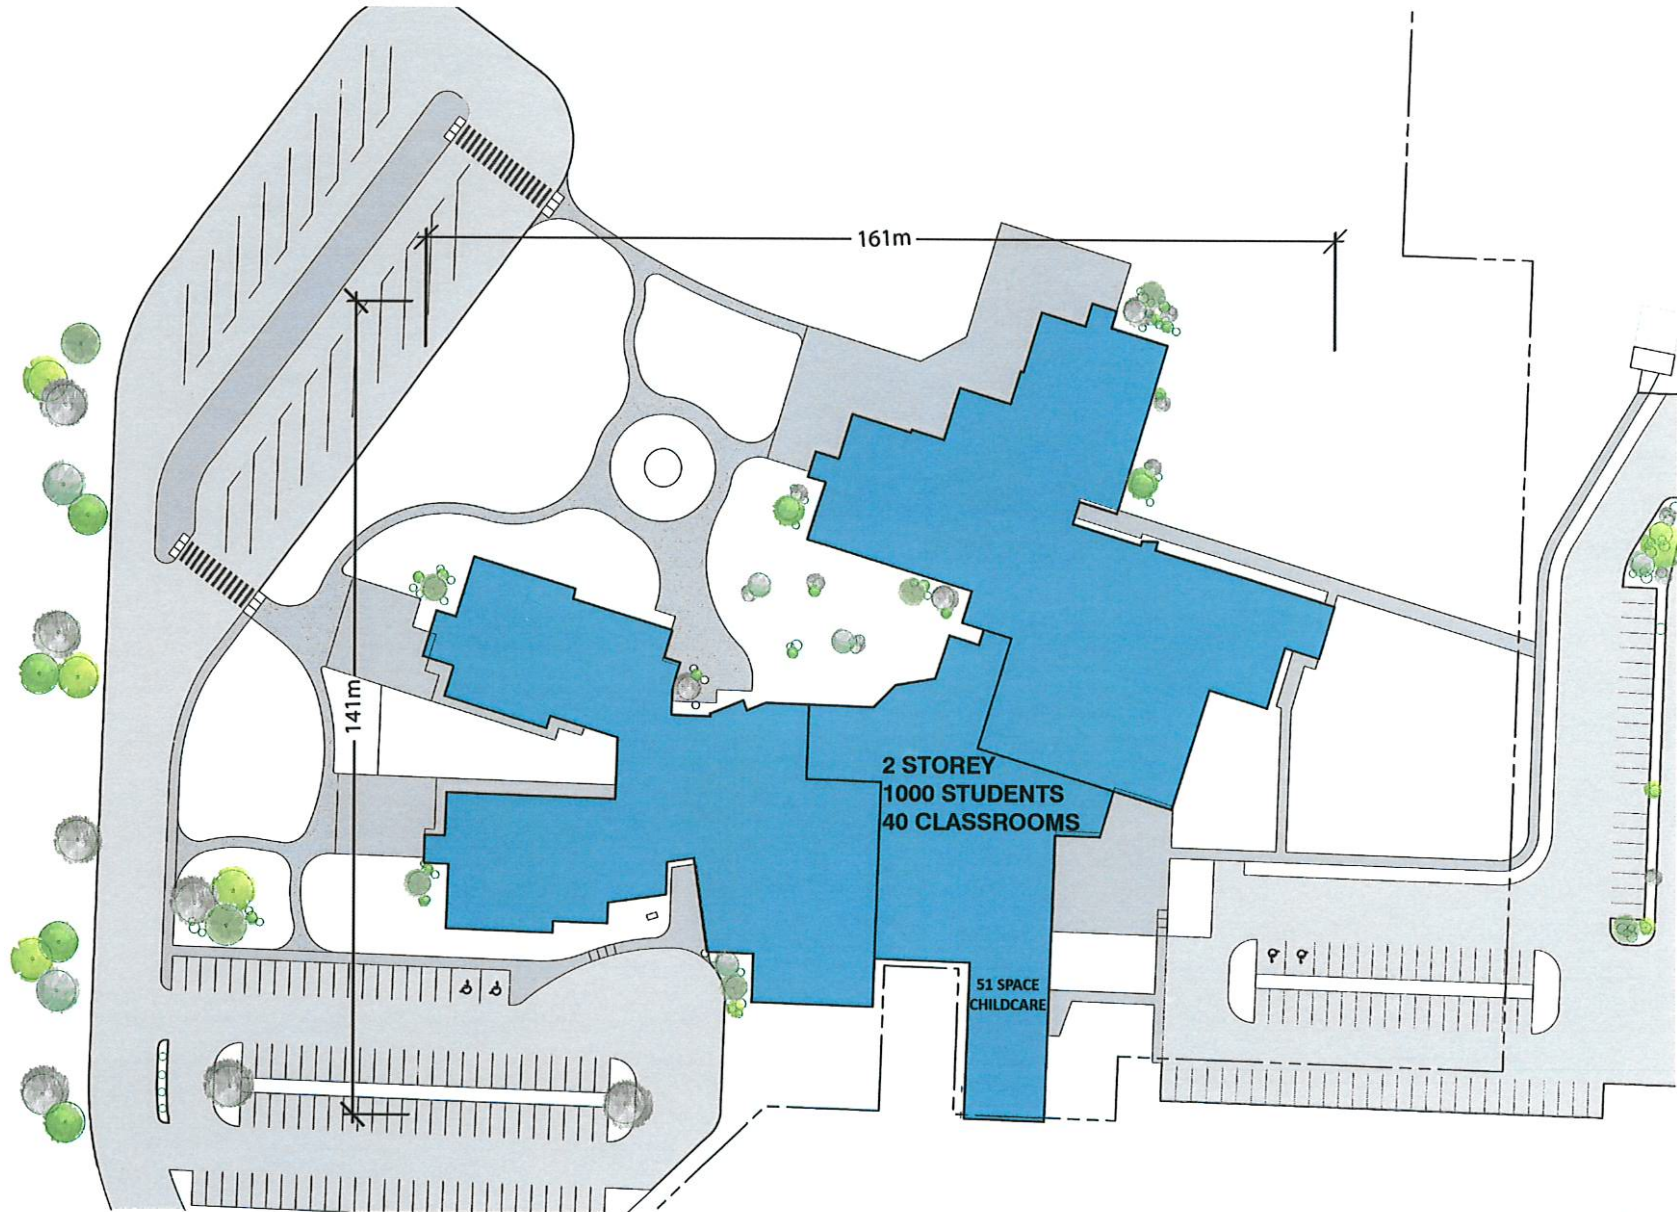 161m
141m
2 STOREY
1000 STUDENTS
40 CLASSROOMS
51 SPACE
CHILDCARE